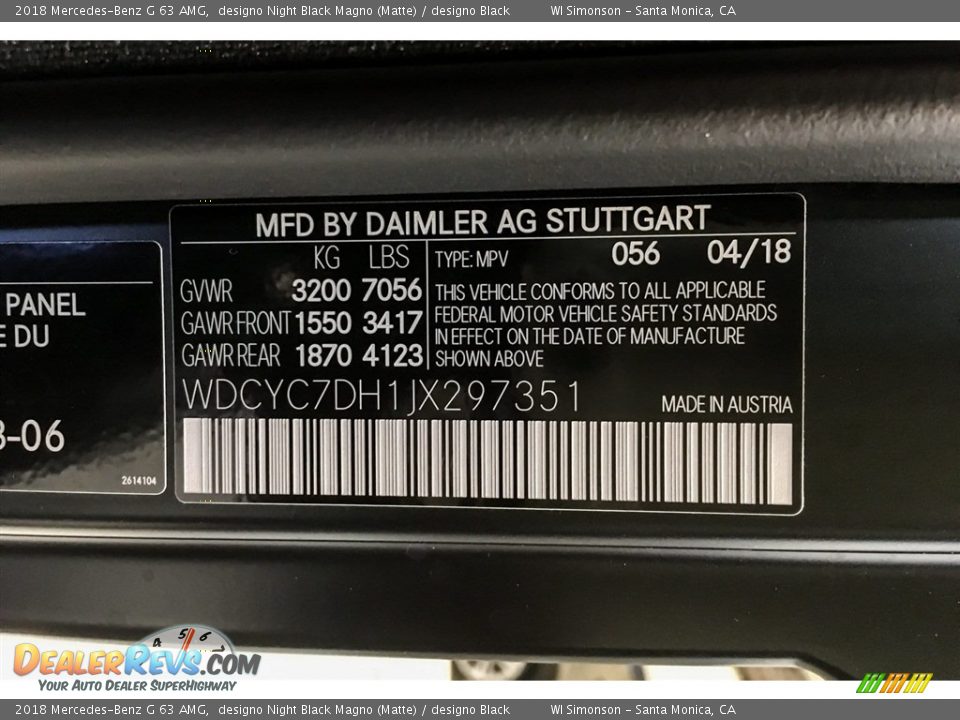 2018 Mercedes-Benz G 63 AMG, designo Night Black Magno (Matte) / designo Black WI Simonson - Santa Monica, CA
MFD BY DAIMLER AG STUTTGART
KG LBS
GVWR 3200 7056
GAWR FRONT 1550 3417
GAWR REAR 1870 4123
TYPE: MPV 056 04/18
THIS VEHICLE CONFORMS TO ALL APPLICABLE
FEDERAL MOTOR VEHICLE SAFETY STANDARDS
IN EFFECT ON THE DATE OF MANUFACTURE
SHOWN ABOVE
WDCYC7DH1JX297351
MADE IN AUSTRIA
PANEL
E DU
-06
2614104
4 5 6
DealerRevs.com
Your Auto Dealer SuperHighway
2018 Mercedes-Benz G 63 AMG, designo Night Black Magno (Matte) / designo Black WI Simonson - Santa Monica, CA